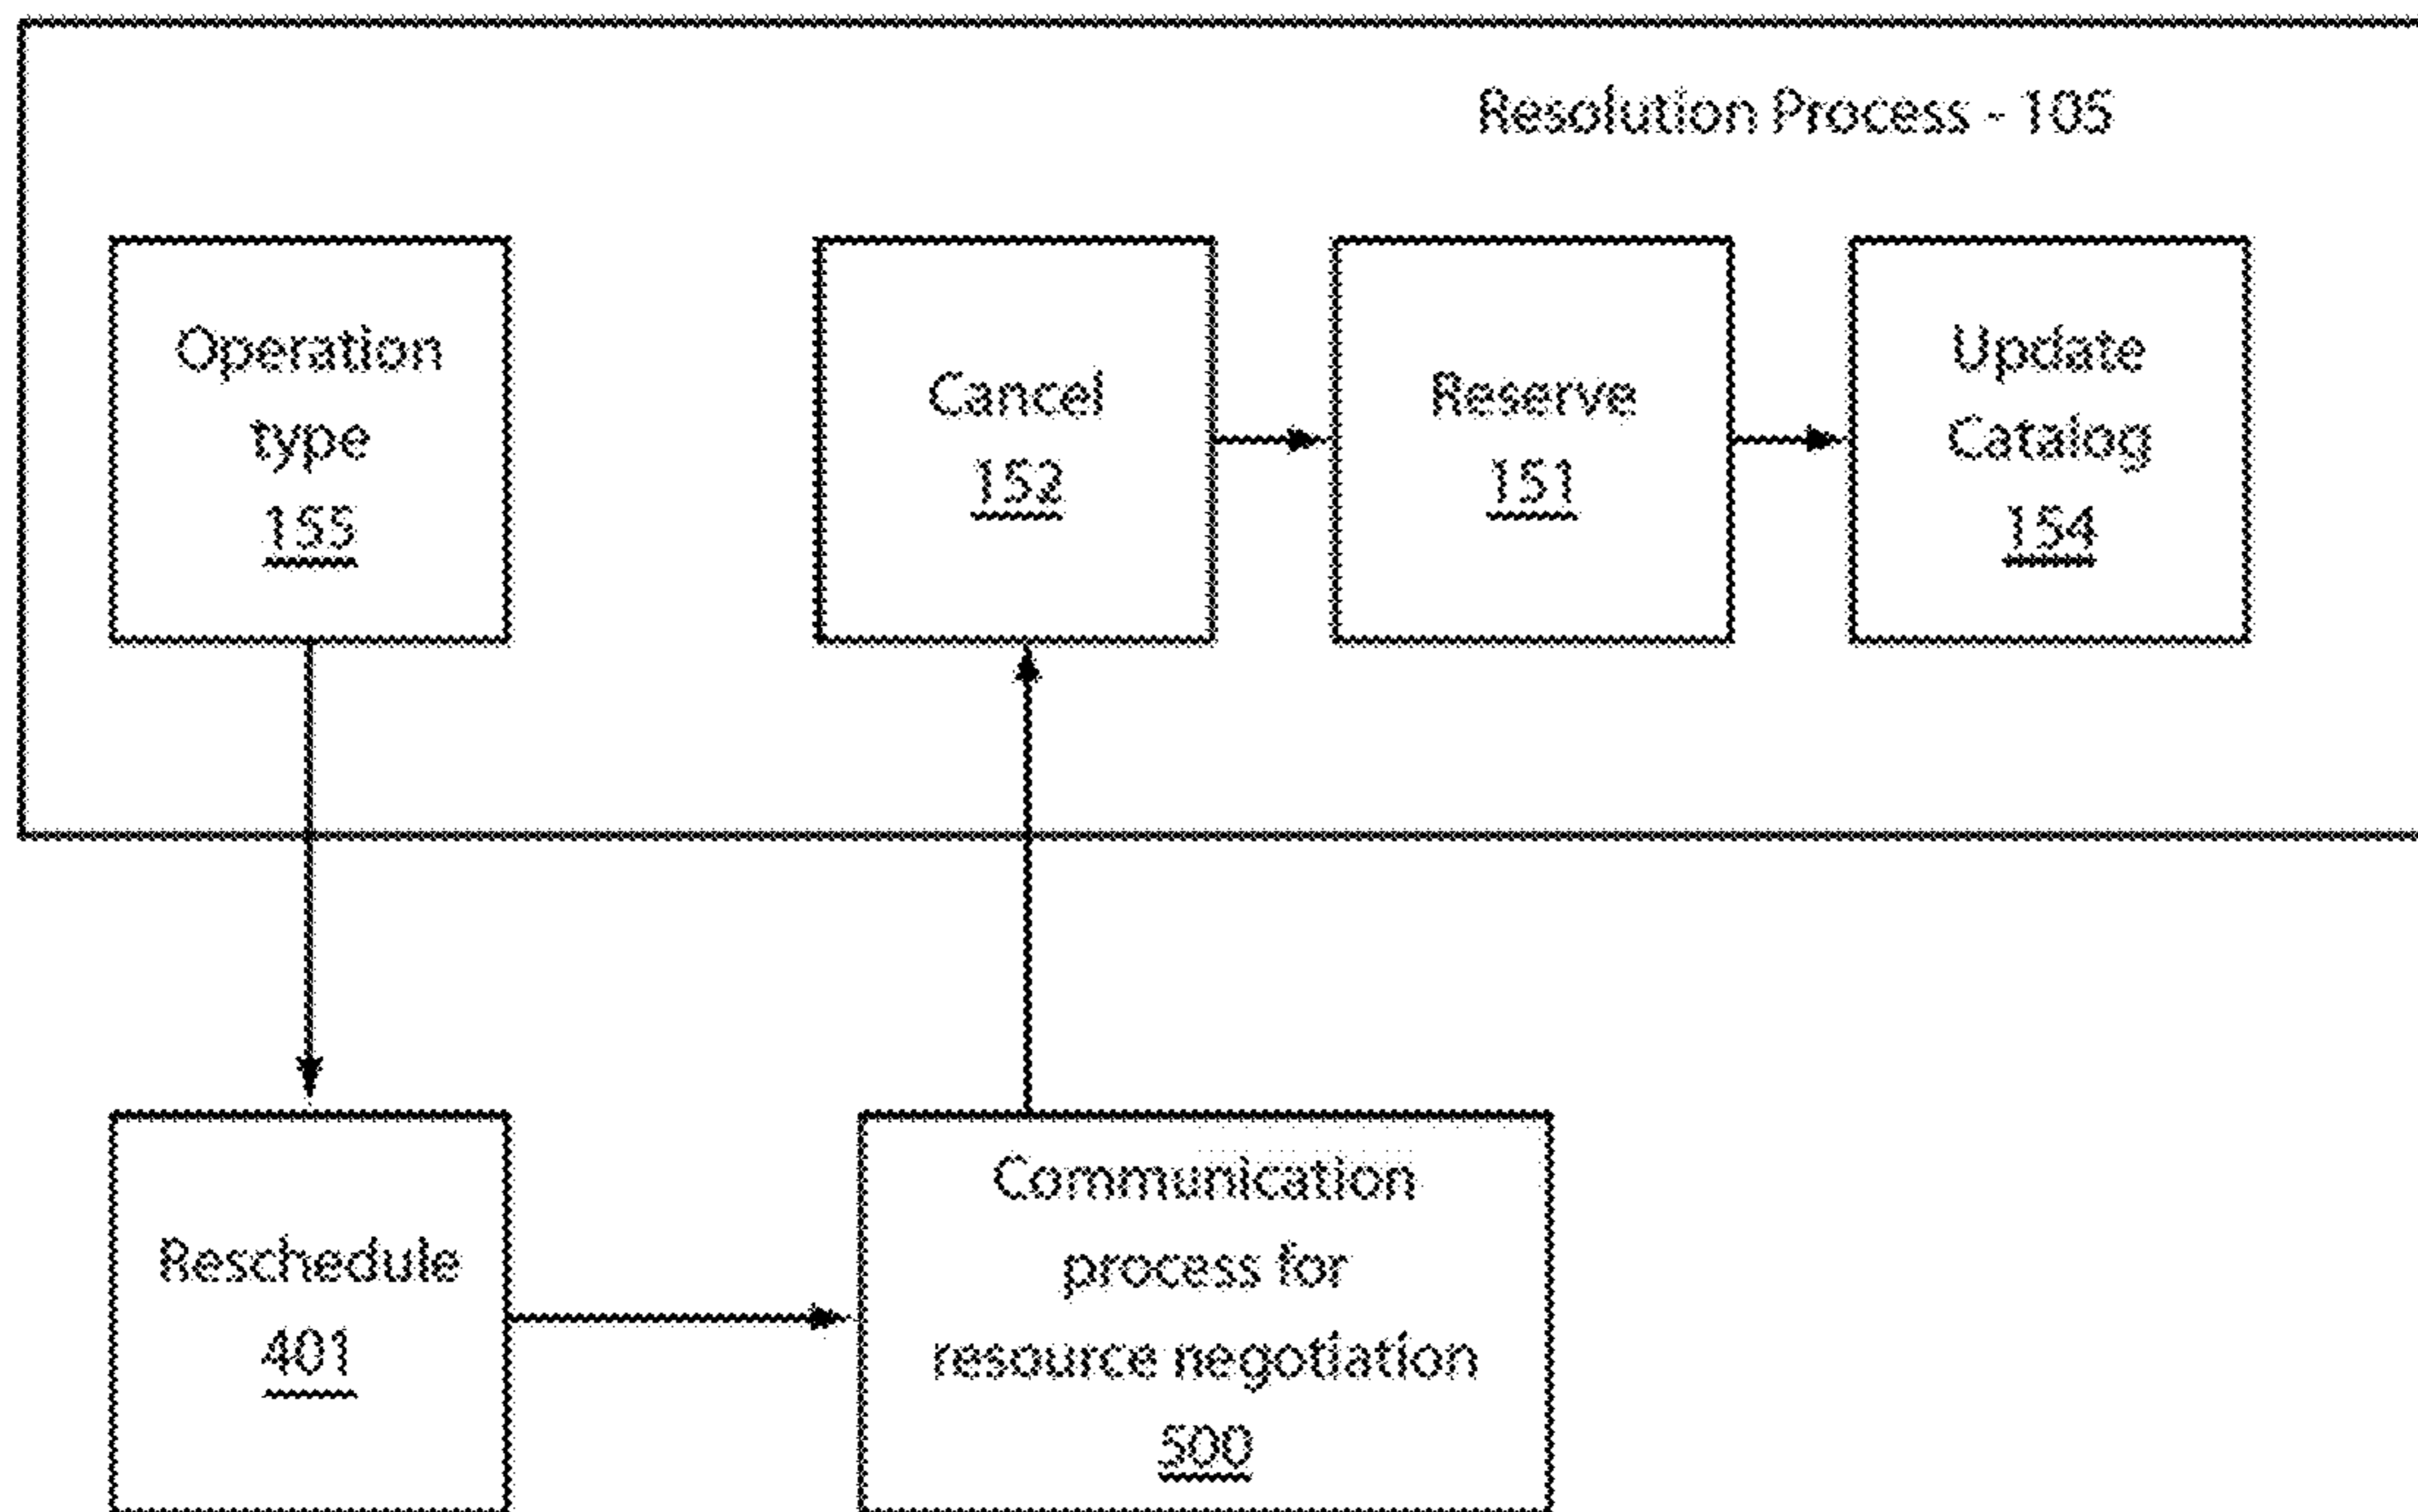 Resolution Process - 105
Operation
type
155
Cancel
152
Reserve
151
Update
Catalog
154
Reschedule
401
Communication
process for
resource negotiation
500